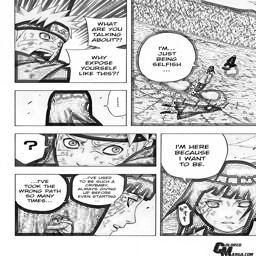 WHAT
ARE YOU
TALKING
ABOUT?!
WHY
EXPOSE
YOURSELF
LIKE THIS?!
I'M...
JUST
BEING
SELFISH
...
?
I'M HERE
BECAUSE
I WANT
TO BE.
...I'VE
TOOK THE
WRONG PATH
SO MANY
TIMES...
...I'VE USED
TO BE SUCH A
CRYBABY,
ALWAYS GIVING
UP BEFORE
EVEN STARTING
COLORED
MANGA.COM